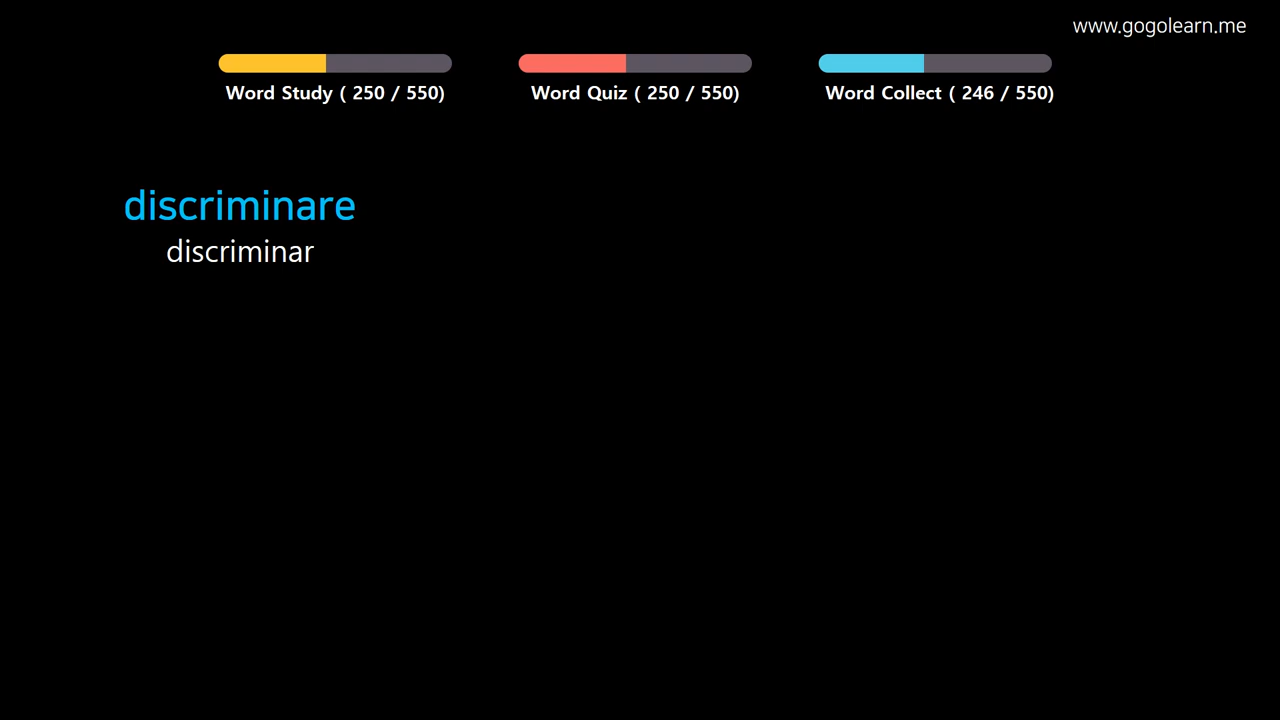 www.gogolearn.me
Word Study ( 250 / 550)
Word Quiz ( 250 / 550)
Word Collect ( 246 / 550)
discriminare
discriminar